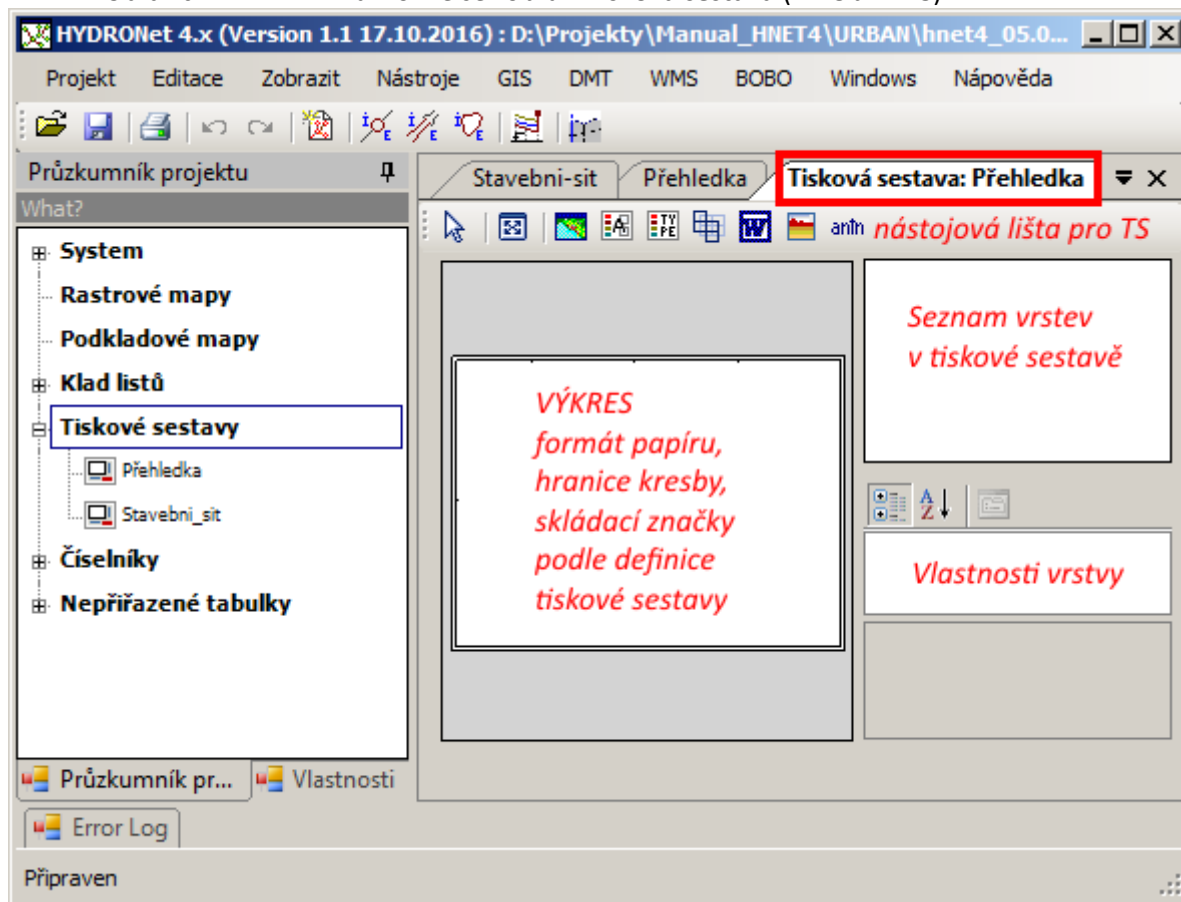 HYDRONet 4.x (Version 1.1 17.10.2016) : D:\Projekty\Manual_HNET4\URBAN\hnet4_05.0...
Projekt Editace Zobrazit Nástroje GIS DMT WMS BOBO Windows Nápověda
Průzkumník projektu
What?
System
Rastrové mapy
Podkladové mapy
Klad listů
Tiskové sestavy
Přehledka
Stavebni_sit
Číselníky
Nepřiřazené tabulky
Průzkumník pr... Vlastnosti
Stavebni-sit Přehledka Tisková sestava: Přehledka
nástojová lišta pro TS
VÝKRES
formát papíru,
hranice kresby,
skládací značky
podle definice
tiskové sestavy
Seznam vrstev
v tiskové sestavě
Vlastnosti vrstvy
Error Log
Připraven